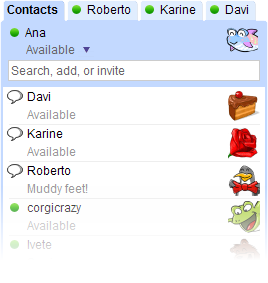 Contacts Roberto Karine Davi
Ana
Available
Search, add, or invite
Davi
Available
Karine
Available
Roberto
Muddy feet!
corgicrazy
Available
Ivete